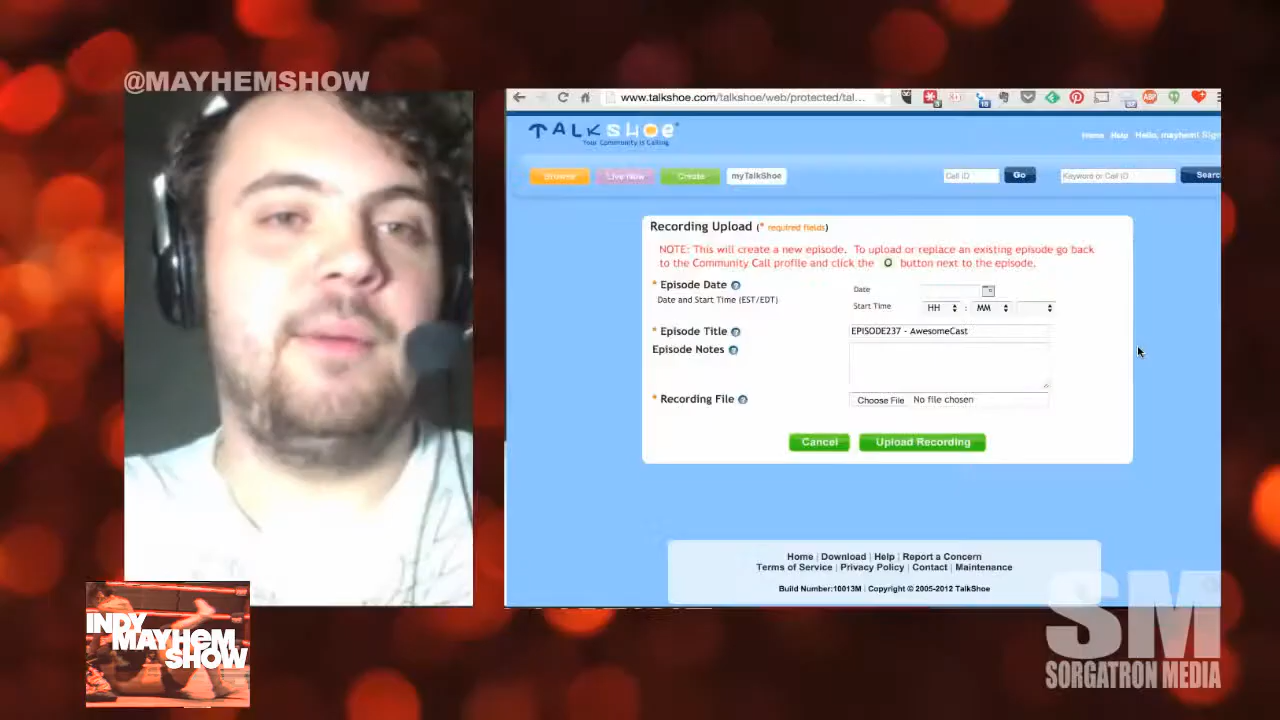 @MAYHEMSHOW
www.talkshoe.com/talkshoe/web/protected/tal...
TALKSHOE
Your Community is Calling
Home Help Hello, mayhem! Sign
Browse Live Now Create myTalkShoe Call ID Go Keyword or Call ID Searc
Recording Upload (* required fields)
NOTE: This will create a new episode. To upload or replace an existing episode go back
to the Community Call profile and click the O button next to the episode.
* Episode Date ? Date
Date and Start Time (EST/EDT) Start Time HH : MM
* Episode Title ? EPISODE237 - AwesomeCast
Episode Notes ?
* Recording File ? Choose File No file chosen
Cancel Upload Recording
Home | Download | Help | Report a Concern
Terms of Service | Privacy Policy | Contact | Maintenance
Build Number:10013M | Copyright © 2005-2012 TalkShoe
INDY
MAYHEM
SHOW
SM
SORGATRON MEDIA